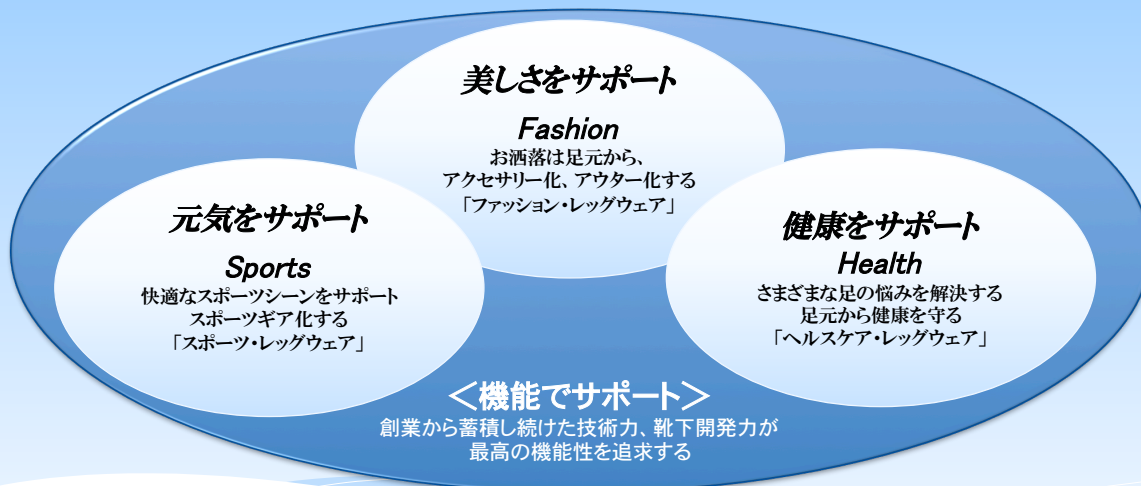 美しさをサポート
Fashion
お洒落は足元から、
アクセサリー化、アウター化する
「ファッション・レッグウェア」
元気をサポート
Sports
快適なスポーツシーンをサポート
スポーツギア化する
「スポーツ・レッグウェア」
健康をサポート
Health
さまざまな足の悩みを解決する
足元から健康を守る
「ヘルスケア・レッグウェア」
＜機能でサポート＞
創業から蓄積し続けた技術力、靴下開発力が
最高の機能性を追求する